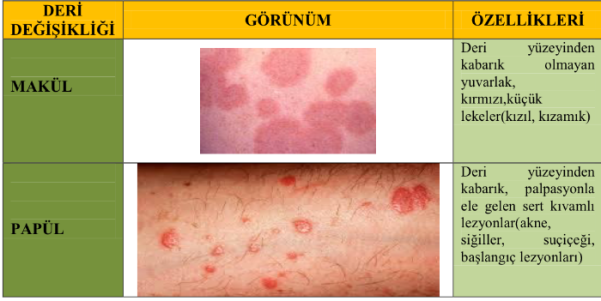 DERİ DEĞİŞİKLİĞİ
GÖRÜNÜM
ÖZELLİKLERİ
MAKÜL
Deri yüzeyinden
kabarık olmayan
yuvarlak,
kırmızı,küçük
lekeler(kızıl, kızamık)
PAPÜL
Deri yüzeyinden
kabarık, palpasyonla
ele gelen sert kıvamlı
lezyonlar(akne,
siğiller, suçiçeği,
başlangıç lezyonları)